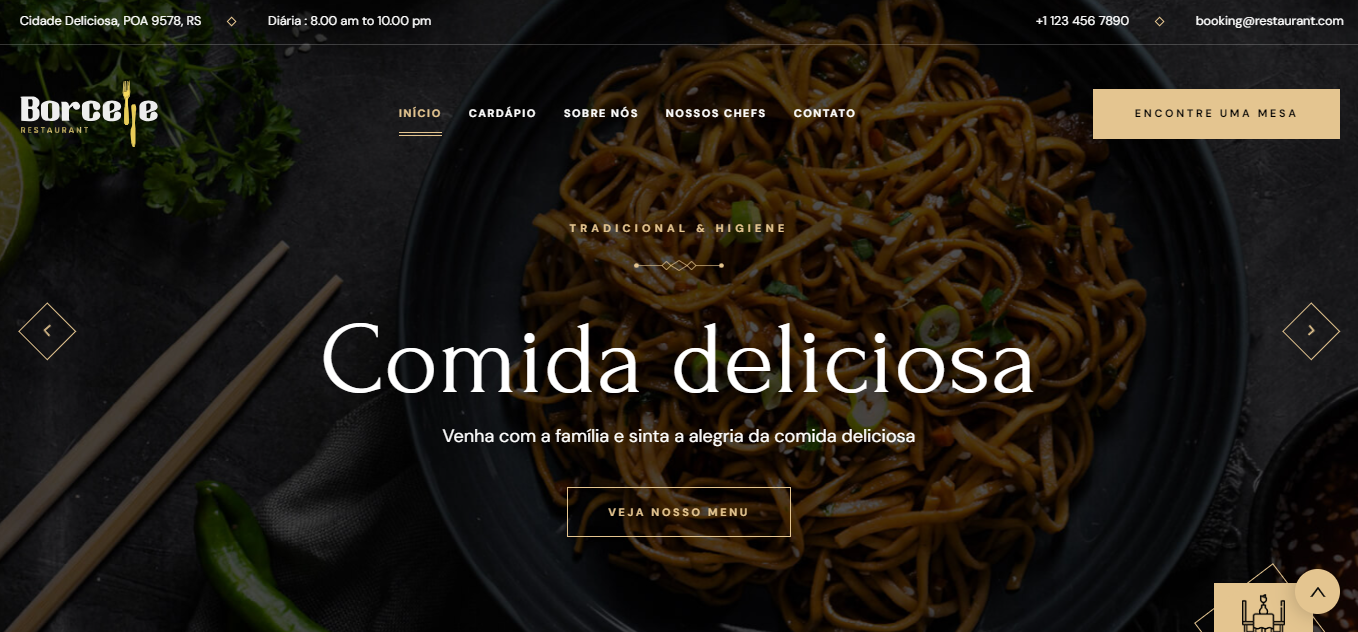 Cidade Deliciosa, POA 9578, RS
Diária : 8.00 am to 10.00 pm
+1 123 456 7890
booking@restaurant.com
Borcelle
RESTAURANT
INÍCIO
CARDÁPIO
SOBRE NÓS
NOSSOS CHEFS
CONTATO
ENCONTRE UMA MESA
TRADICIONAL & HIGIENE
Comida deliciosa
Venha com a família e sinta a alegria da comida deliciosa
VEJA NOSSO MENU